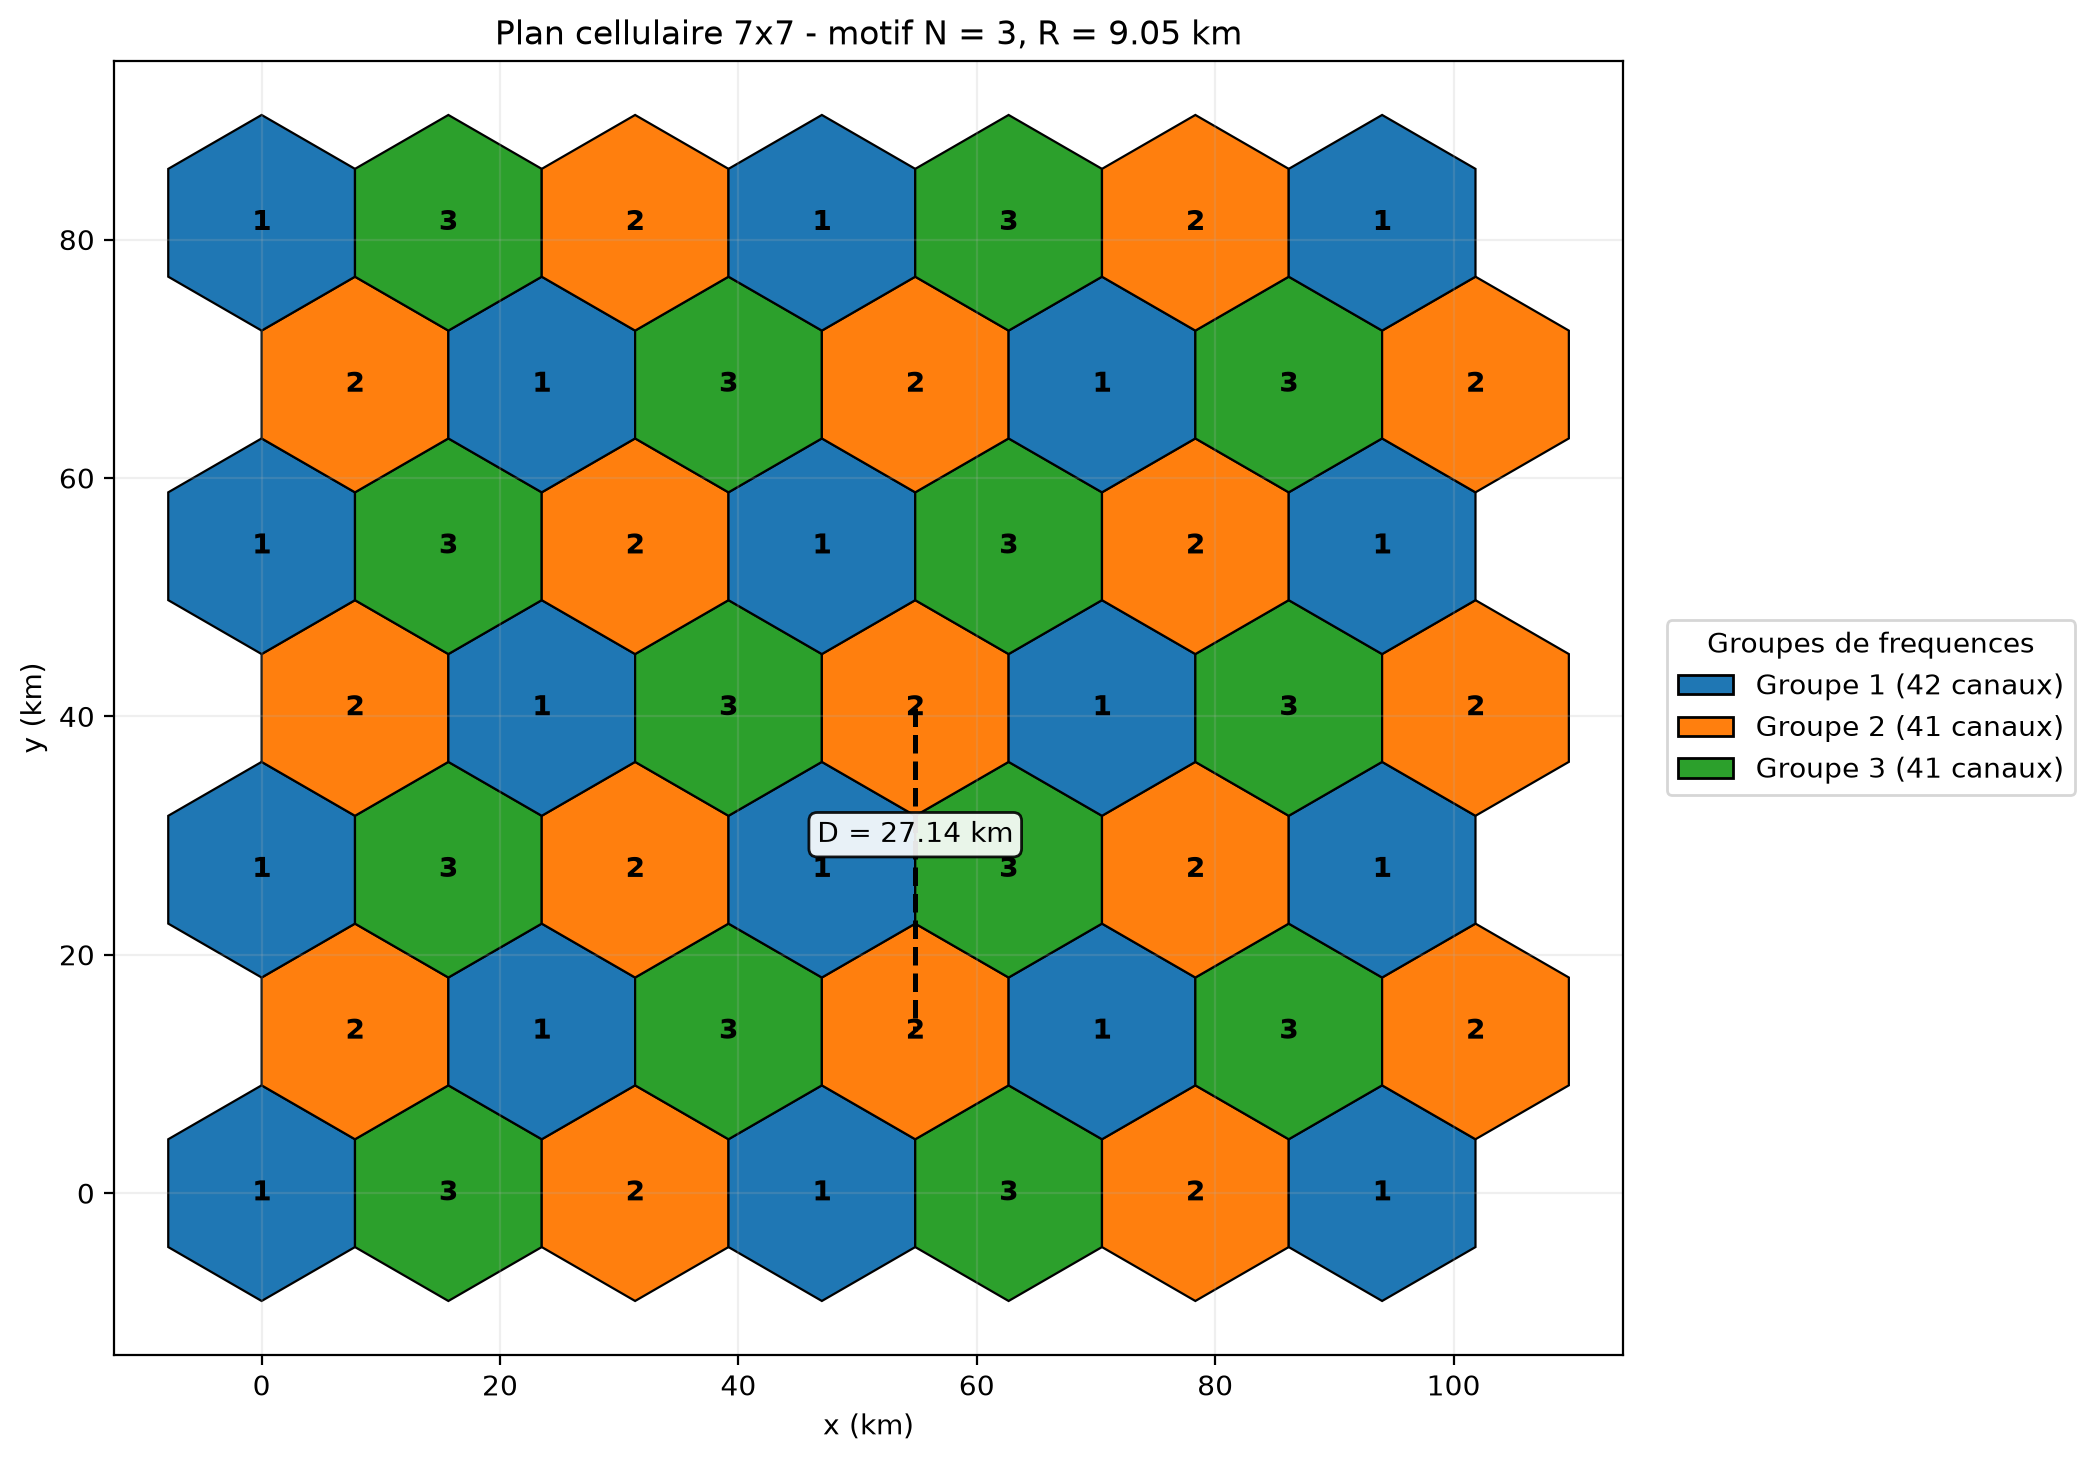 Plan cellulaire 7x7 - motif N = 3, R = 9.05 km
1 3 2 1 3 2 1
80
2 1 3 2 1 3 2
60
1 3 2 1 3 2 1
2 1 3 2 1 3 2
40
D = 27.14 km
1 3 2 1 3 2 1
20
2 1 3 2 1 3 2
0
1 3 2 1 3 2 1
y (km)
0 20 40 60 80 100
x (km)
Groupes de frequences
Groupe 1 (42 canaux)
Groupe 2 (41 canaux)
Groupe 3 (41 canaux)